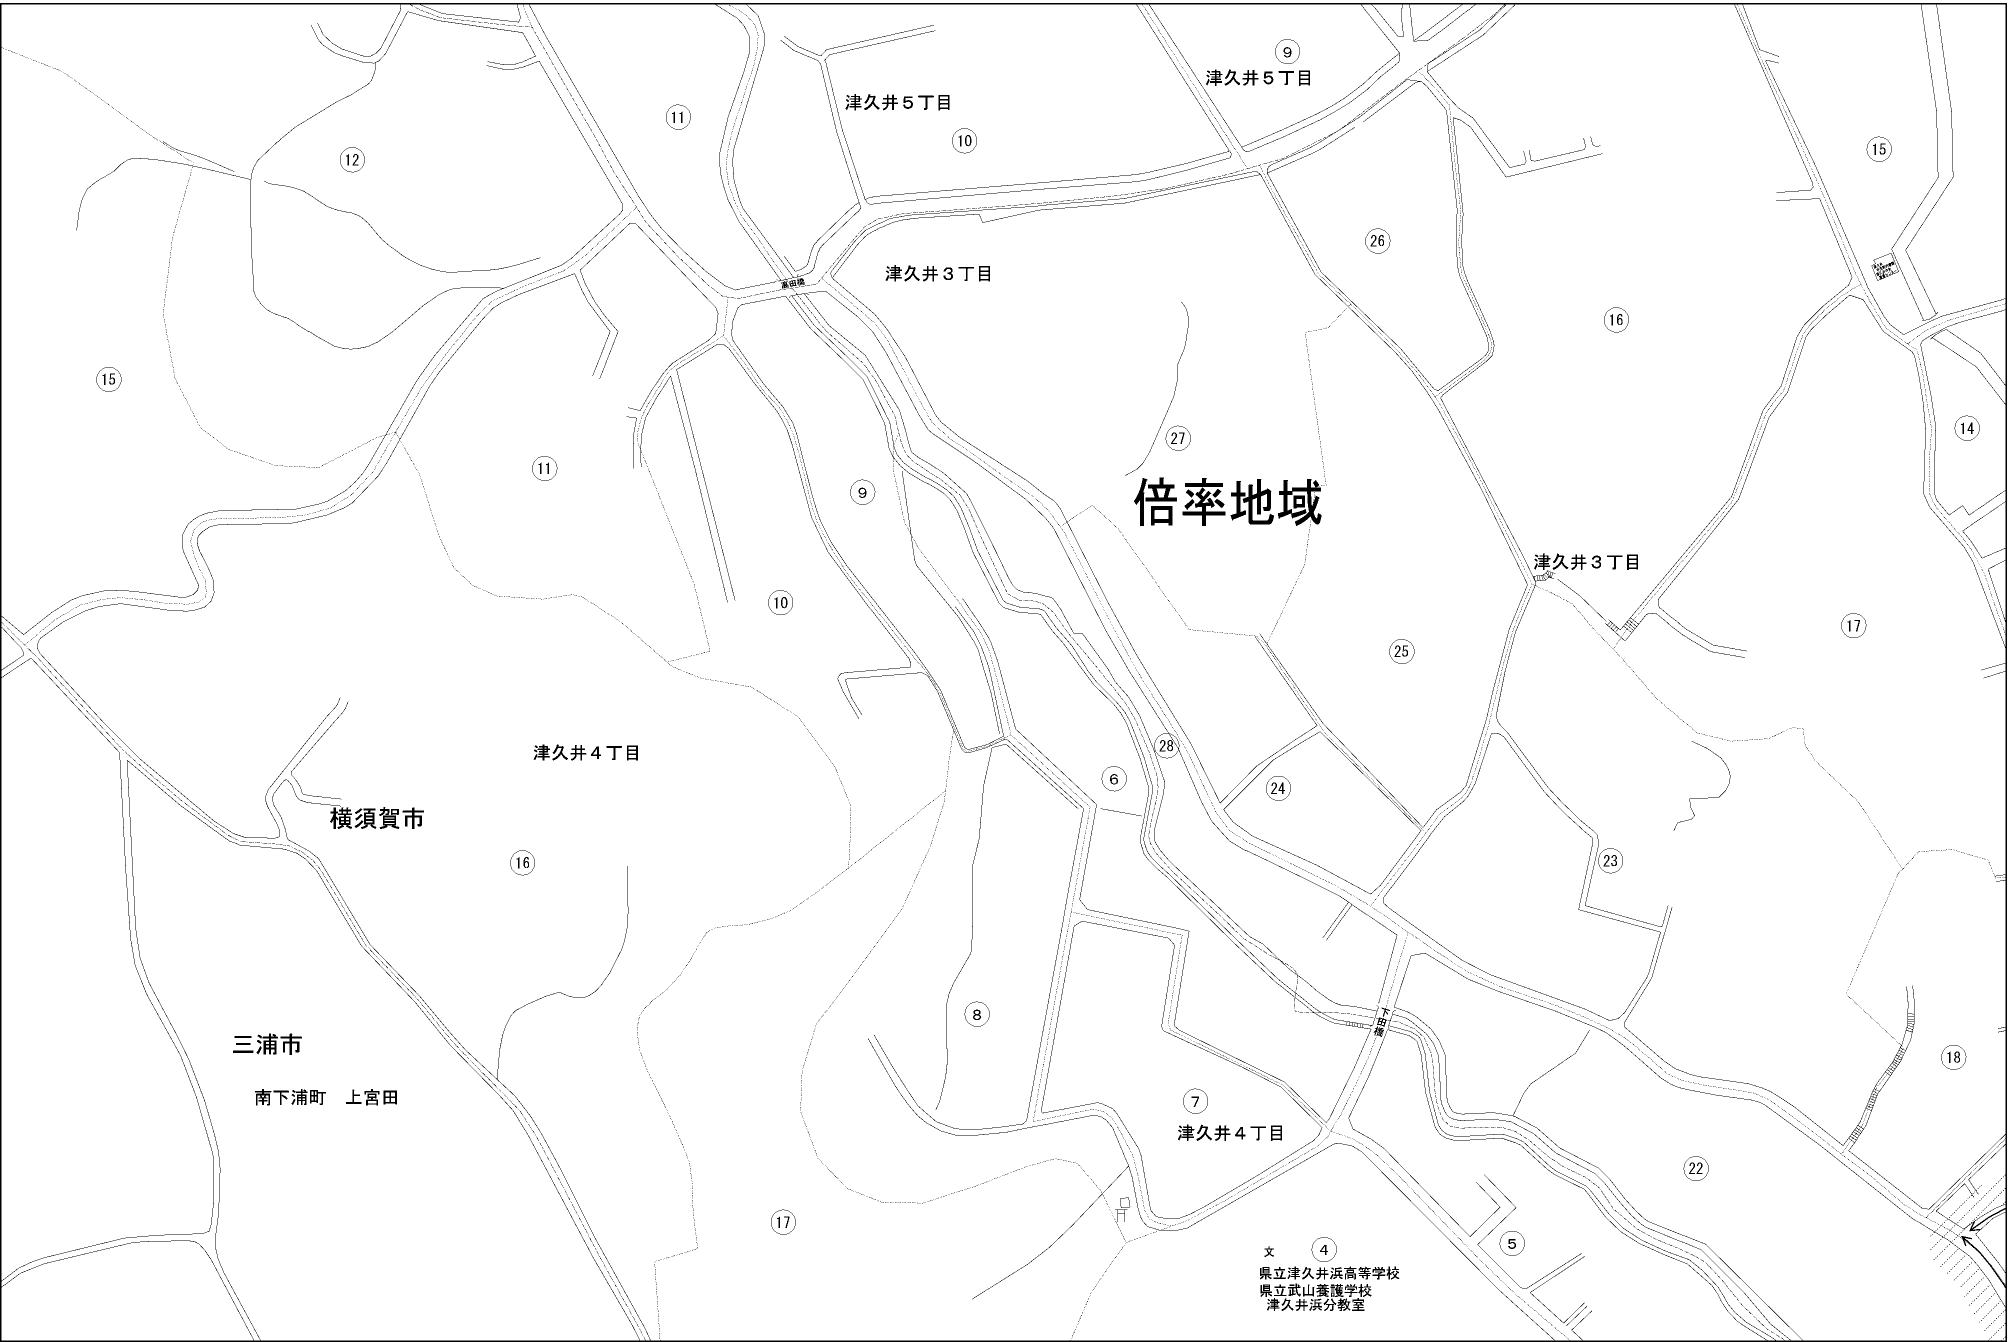 ⑨
津久井５丁目
津久井５丁目
⑪
⑩
⑫
⑮
㉖
津久井３丁目
高田橋
⑯
⑮
⑭
㉗
⑪
⑨
倍率地域
津久井３丁目
⑩
⑰
㉕
津久井４丁目
㉘
⑥
㉔
横須賀市
⑯
㉓
⑧
下田橋
三浦市
⑱
南下浦町　上宮田
⑦
津久井４丁目
㉒
⑰
⑤
文
④
県立津久井浜高等学校
県立武山養護学校
津久井浜分教室